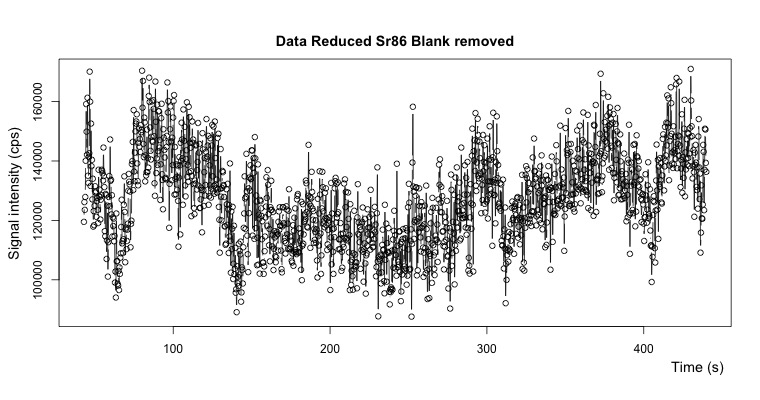 Data Reduced Sr86 Blank removed
Signal intensity (cps)
160000
140000
120000
100000
100 200 300 400
Time (s)